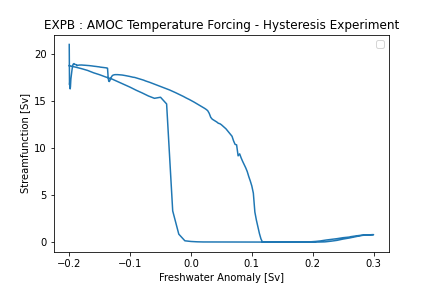 EXPB : AMOC Temperature Forcing - Hysteresis Experiment
20
15
10
5
0
Streamfunction [Sv]
−0.2 −0.1 0.0 0.1 0.2 0.3
Freshwater Anomaly [Sv]